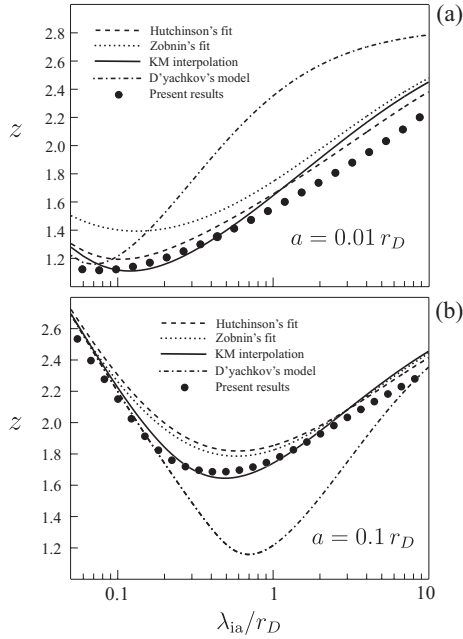 (a)
Hutchinson's fit
Zobnin's fit
KM interpolation
D'yachkov's model
Present results
2.8
2.6
2.4
2.2
2.0
1.8
1.6
1.4
1.2
z
a = 0.01 r_D
(b)
Hutchinson's fit
Zobnin's fit
KM interpolation
D'yachkov's model
Present results
2.6
2.4
2.2
2.0
1.8
1.6
1.4
1.2
z
a = 0.1 r_D
0.1 1 10
λ_ia/r_D